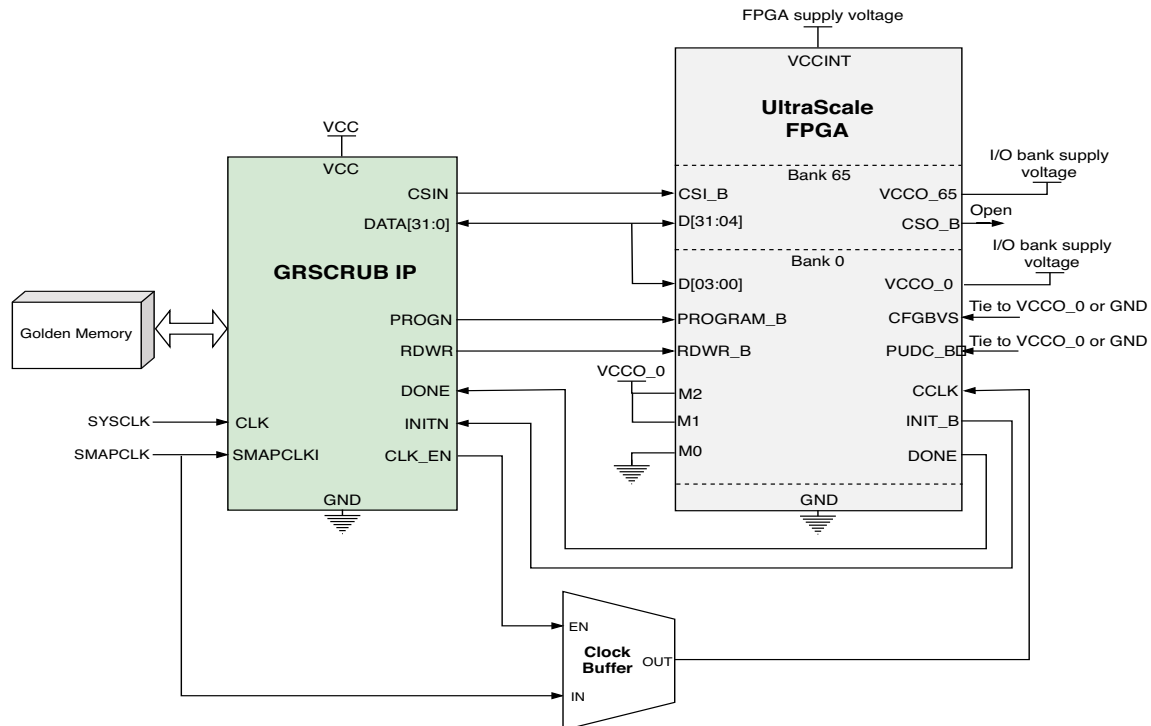 FPGA supply voltage
VCCINT
UltraScale
FPGA
VCC
VCC
I/O bank supply
voltage
Bank 65
CSIN
CSI_B
VCCO_65
DATA[31:0]
D[31:04]
CSO_B
Open
I/O bank supply
voltage
Bank 0
GRSCRUB IP
D[03:00]
VCCO_0
Golden Memory
PROGN
PROGRAM_B
CFGBVS
Tie to VCCO_0 or GND
RDWR
RDWR_B
PUDC_B
Tie to VCCO_0 or GND
VCCO_0
DONE
M2
CCLK
SYSCLK
CLK
INITN
M1
INIT_B
SMAPCLK
SMAPCLKI
CLK_EN
M0
DONE
GND
GND
EN
Clock
Buffer
OUT
IN